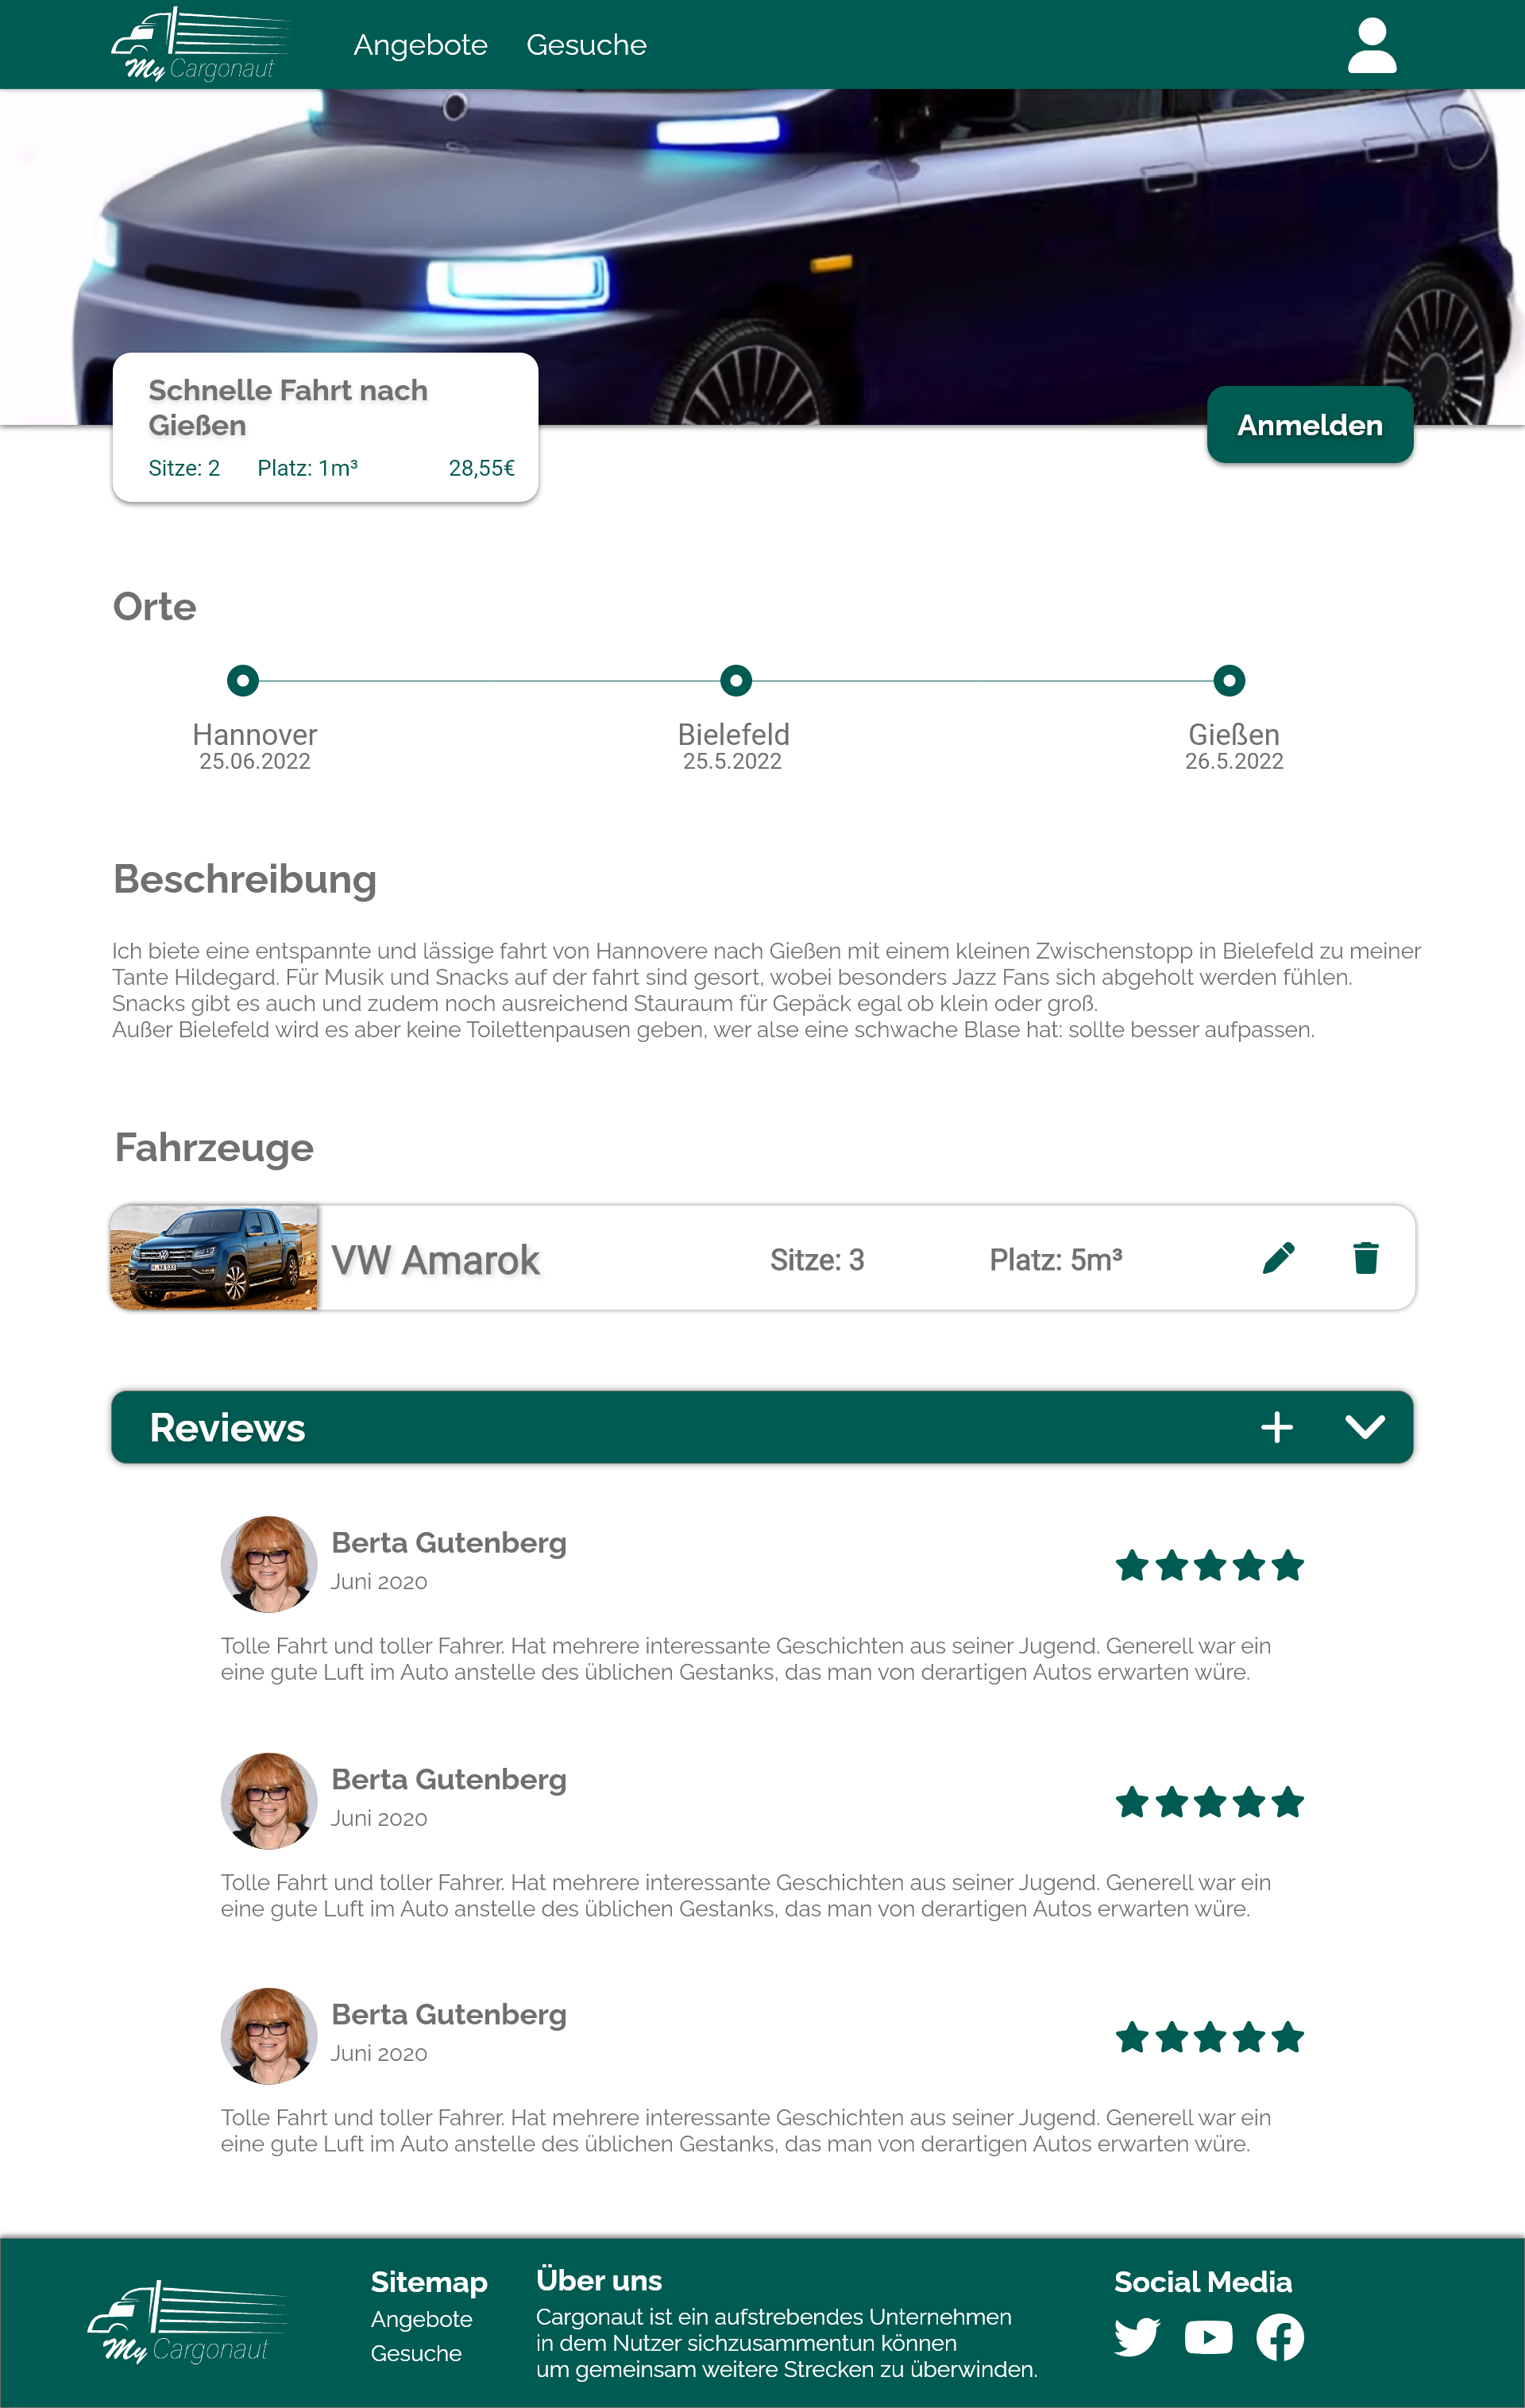 My Cargonaut
Angebote Gesuche
Schnelle Fahrt nach
Gießen
Sitze: 2 Platz: 1m³ 28,55€
Anmelden
Orte
Hannover Bielefeld Gießen
25.06.2022 25.5.2022 26.5.2022
Beschreibung
Ich biete eine entspannte und lässige fahrt von Hannovere nach Gießen mit einem kleinen Zwischenstopp in Bielefeld zu meiner
Tante Hildegard. Für Musik und Snacks auf der fahrt sind gesort, wobei besonders Jazz Fans sich abgeholt werden fühlen.
Snacks gibt es auch und zudem noch ausreichend Stauraum für Gepäck egal ob klein oder groß.
Außer Bielefeld wird es aber keine Toilettenpausen geben, wer alse eine schwache Blase hat: sollte besser aufpassen.
Fahrzeuge
VW Amarok Sitze: 3 Platz: 5m³
Reviews
Berta Gutenberg
Juni 2020
Tolle Fahrt und toller Fahrer. Hat mehrere interessante Geschichten aus seiner Jugend. Generell war ein
eine gute Luft im Auto anstelle des üblichen Gestanks, das man von derartigen Autos erwarten würe.
Berta Gutenberg
Juni 2020
Tolle Fahrt und toller Fahrer. Hat mehrere interessante Geschichten aus seiner Jugend. Generell war ein
eine gute Luft im Auto anstelle des üblichen Gestanks, das man von derartigen Autos erwarten würe.
Berta Gutenberg
Juni 2020
Tolle Fahrt und toller Fahrer. Hat mehrere interessante Geschichten aus seiner Jugend. Generell war ein
eine gute Luft im Auto anstelle des üblichen Gestanks, das man von derartigen Autos erwarten würe.
My Cargonaut
Sitemap
Angebote
Gesuche
Über uns
Cargonaut ist ein aufstrebendes Unternehmen
in dem Nutzer sichzusammentun können
um gemeinsam weitere Strecken zu überwinden.
Social Media